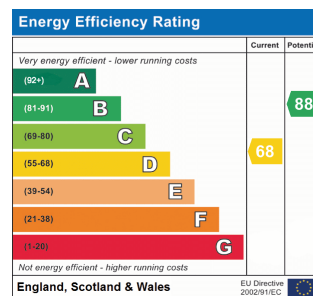 Energy Efficiency Rating
Current Potenti
Very energy efficient - lower running costs
(92+) A
(81-91) B
88
(69-80) C
(55-68) D
68
(39-54) E
(21-38) F
(1-20) G
Not energy efficient - higher running costs
England, Scotland & Wales
EU Directive
2002/91/EC